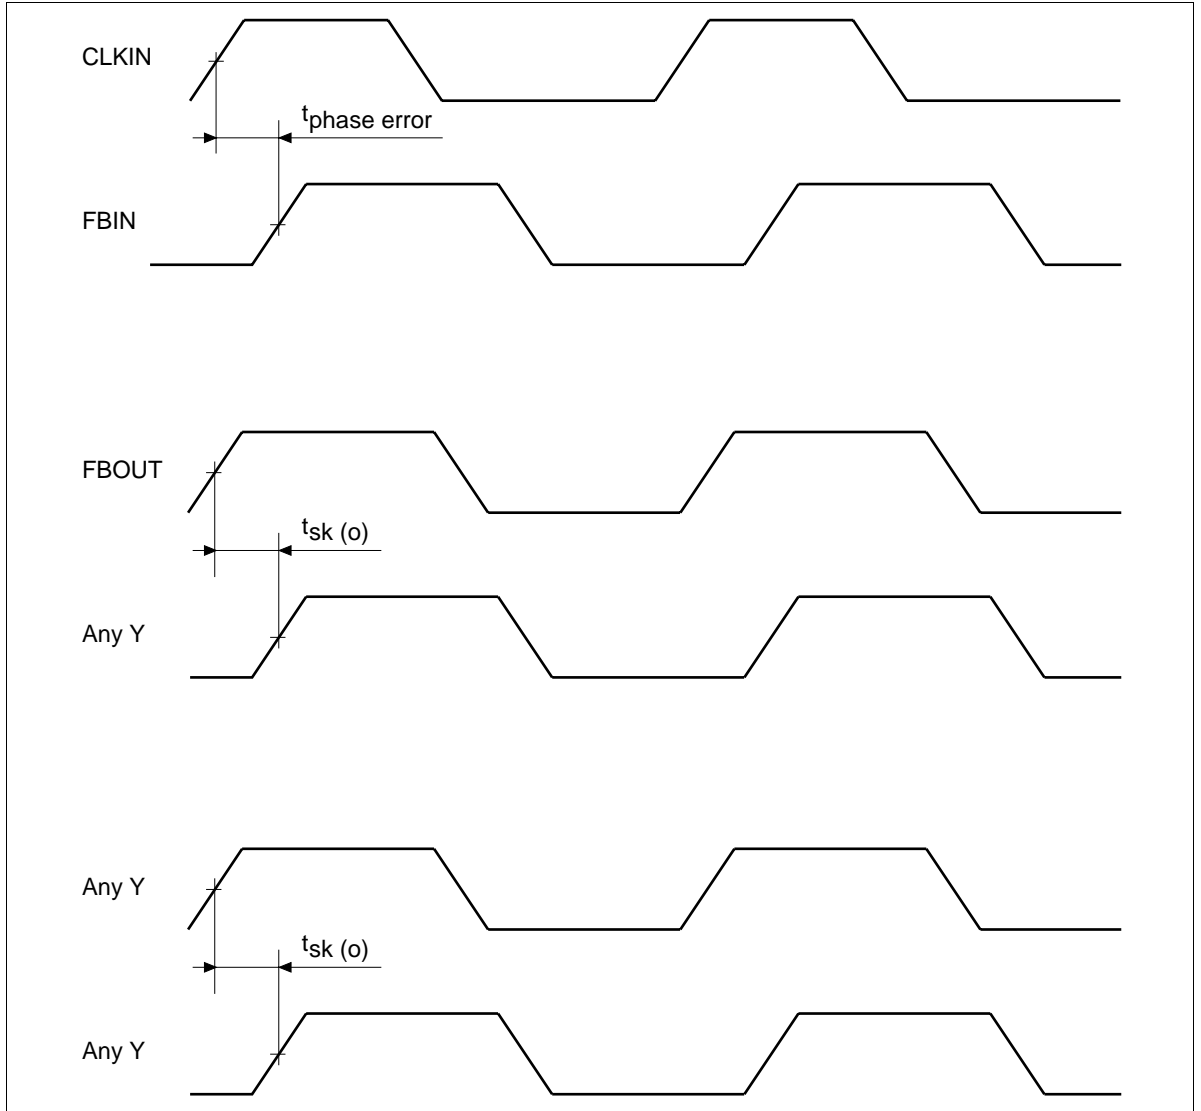 CLKIN
tphase error
FBIN
FBOUT
tsk (o)
Any Y
Any Y
tsk (o)
Any Y